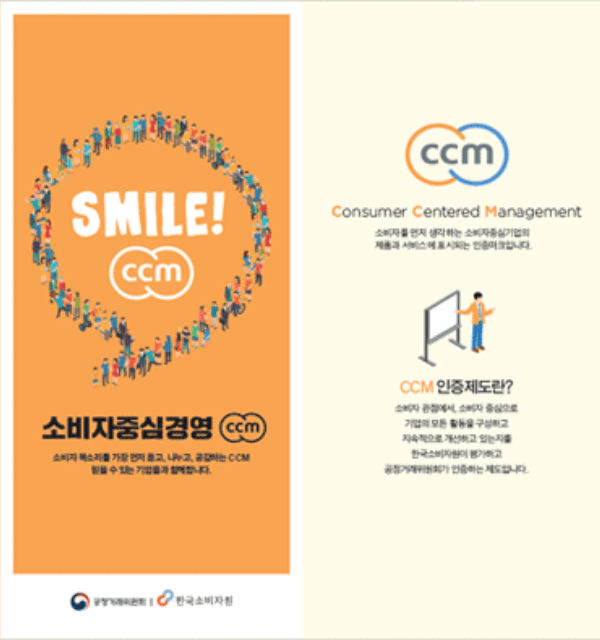 SMILE!
ccm
소비자중심경영 ccm
소비자 목소리를 가장 먼저 듣고, 나누고, 공감하는 CCM
믿을 수 있는 기업들과 함께합니다.
공정거래위원회 | 한국소비자원
ccm
Consumer Centered Management
소비자를 먼저 생각하는 소비자중심기업의
제품과 서비스에 표시되는 인증마크입니다.
CCM 인증제도란?
소비자 관점에서, 소비자 중심으로
기업의 모든 활동을 구성하고
지속적으로 개선하고 있는지를
한국소비자원이 평가하고
공정거래위원회가 인증하는 제도입니다.